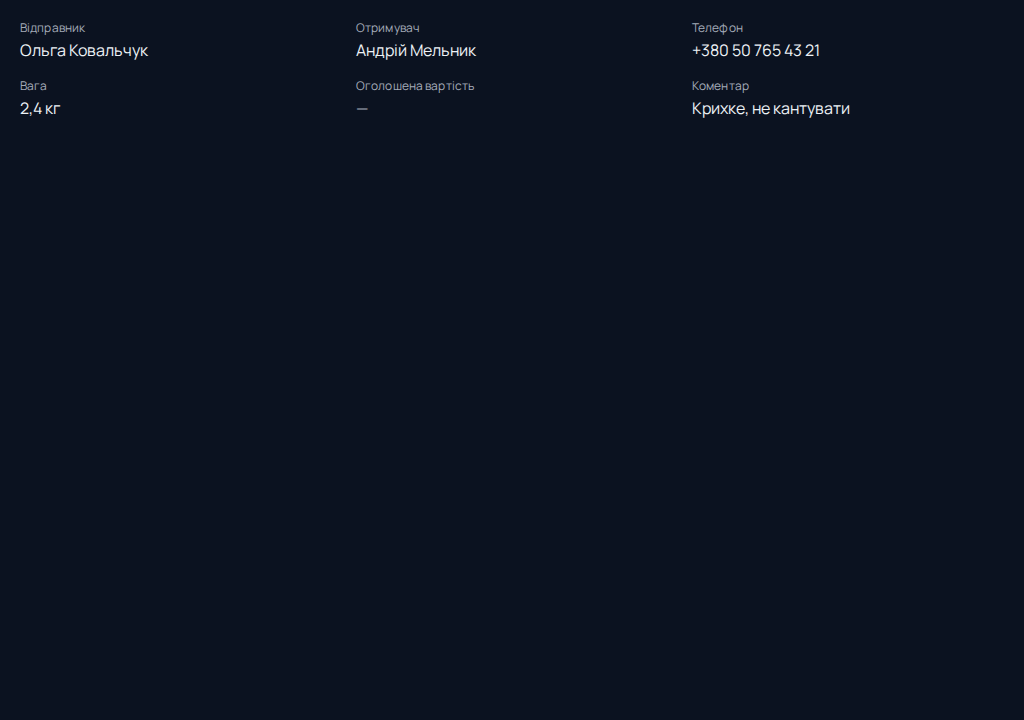 Відправник
Ольга Ковальчук
Отримувач
Андрій Мельник
Телефон
+380 50 765 43 21
Вага
2,4 кг
Оголошена вартість
—
Коментар
Крихке, не кантувати